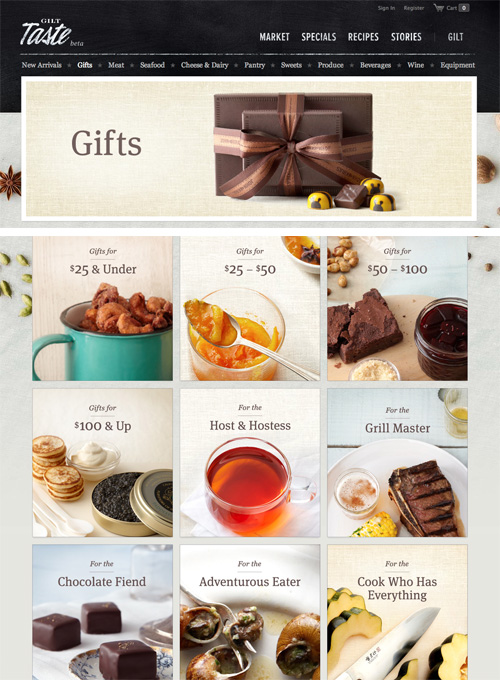 Sign In Register Cart 0
GILT
Taste beta
MARKET SPECIALS RECIPES STORIES GILT
New Arrivals Gifts Meat Seafood Cheese & Dairy Pantry Sweets Produce Beverages Wine Equipment
Gifts
Gifts for
$25 & Under
Gifts for
$25 – $50
Gifts for
$50 – $100
Gifts for
$100 & Up
For the
Host & Hostess
For the
Grill Master
For the
Chocolate Fiend
For the
Adventurous Eater
For the
Cook Who Has
Everything